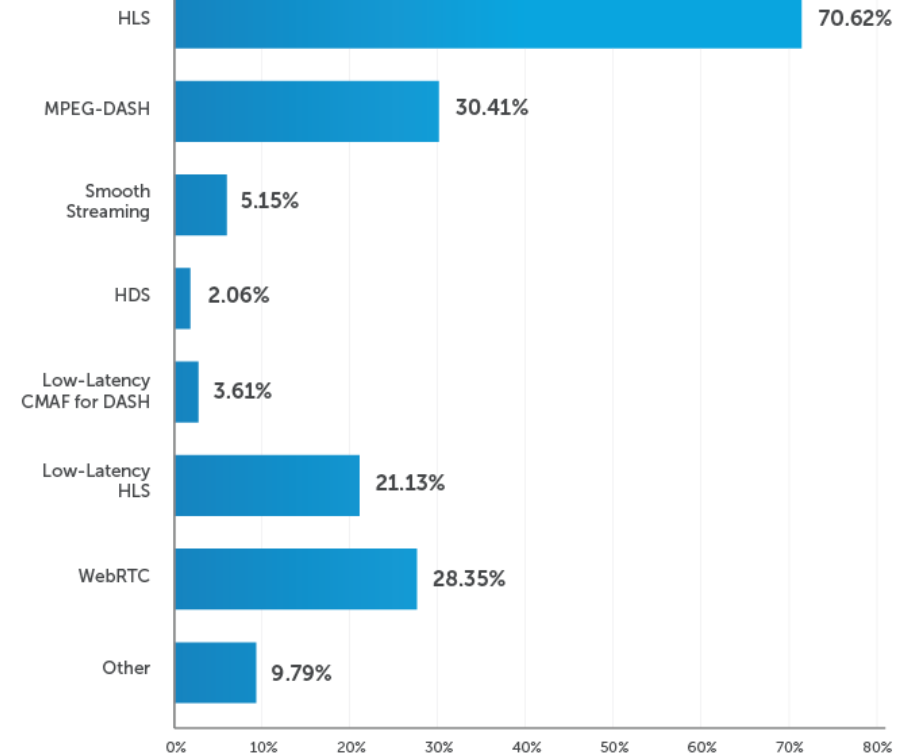 HLS
70.62%
MPEG-DASH
30.41%
Smooth
Streaming
5.15%
HDS
2.06%
Low-Latency
CMAF for DASH
3.61%
Low-Latency
HLS
21.13%
WebRTC
28.35%
Other
9.79%
0% 10% 20% 30% 40% 50% 60% 70% 80%